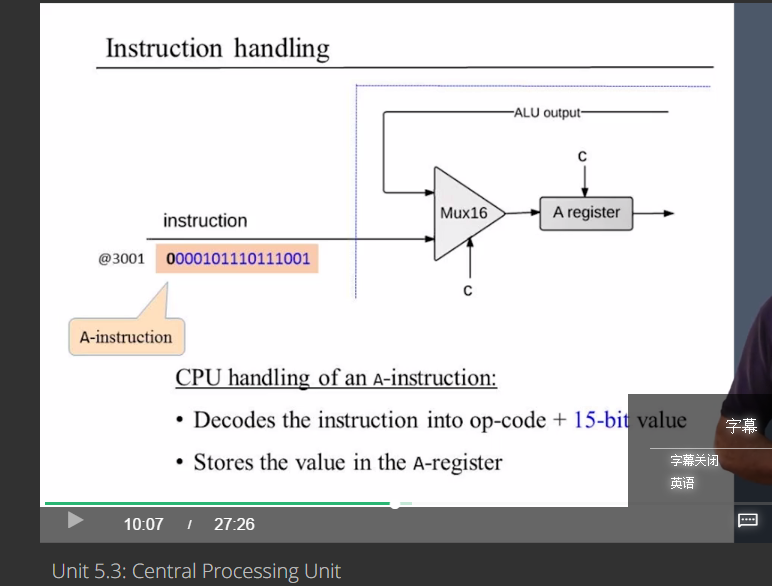 Instruction handling
ALU output
C
Mux16
A register
instruction
@3001 0000101110111001
C
A-instruction
CPU handling of an A-instruction:
• Decodes the instruction into op-code + 15-bit value
• Stores the value in the A-register
字幕
字幕关闭
英语
10:07 / 27:26
Unit 5.3: Central Processing Unit